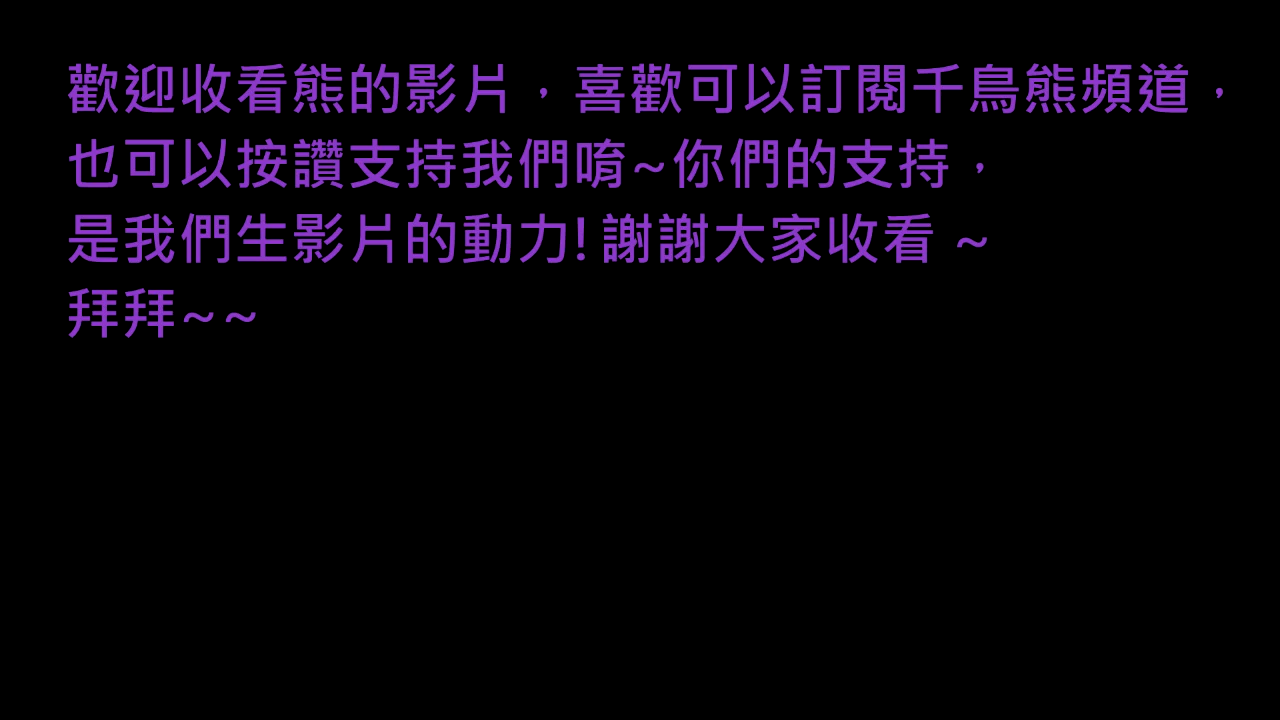 歡迎收看熊的影片，喜歡可以訂閱千鳥熊頻道，
也可以按讚支持我們唷~你們的支持，
是我們生影片的動力! 謝謝大家收看 ~
拜拜~~